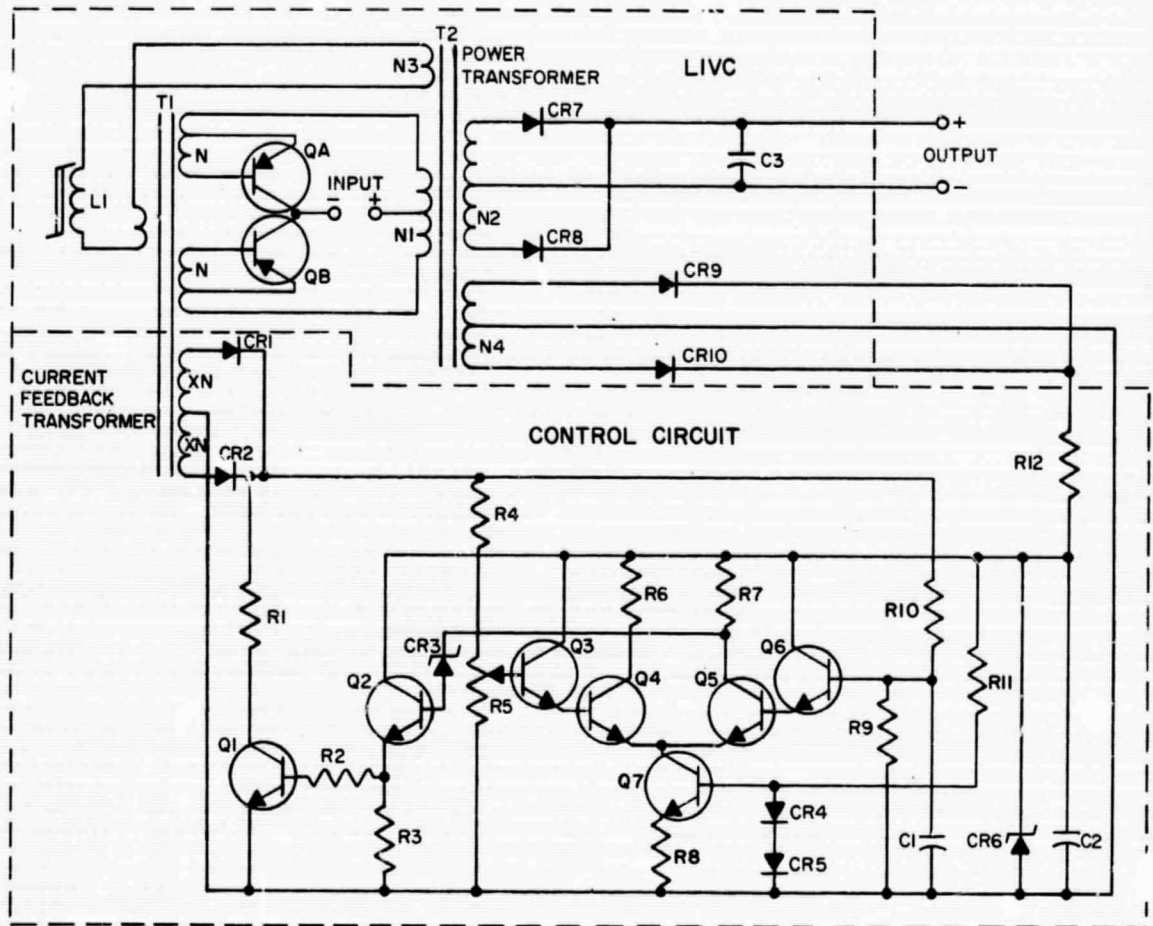 T2
POWER
TRANSFORMER
LIVC
N3
T1
CR7
N
QA
C3
+
OUTPUT
-
INPUT
- +
L1
N1
N2
CR8
N
QB
CR9
N4
CR10
CR1
CURRENT
FEEDBACK
TRANSFORMER
XN
XN
CR2
CONTROL CIRCUIT
R12
R4
R1
R6
R7
R10
CR3
Q3
Q6
Q2
Q4
Q5
R11
R5
R9
Q1
R2
Q7
CR4
R3
R8
CR5
C1
CR6
C2